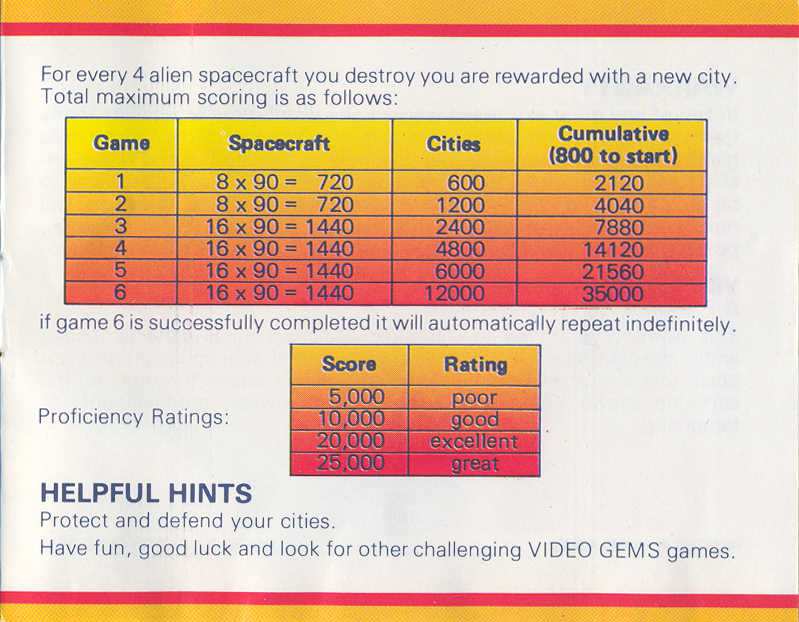 For every 4 alien spacecraft you destroy you are rewarded with a new city.
Total maximum scoring is as follows:
Game Spacecraft Cities Cumulative (800 to start)
1 8 x 90 = 720 600 2120
2 8 x 90 = 720 1200 4040
3 16 x 90 = 1440 2400 7880
4 16 x 90 = 1440 4800 14120
5 16 x 90 = 1440 6000 21560
6 16 x 90 = 1440 12000 35000
if game 6 is successfully completed it will automatically repeat indefinitely.
Score Rating
5,000 poor
Proficiency Ratings: 10,000 good
20,000 excellent
25,000 great
HELPFUL HINTS
Protect and defend your cities.
Have fun, good luck and look for other challenging VIDEO GEMS games.